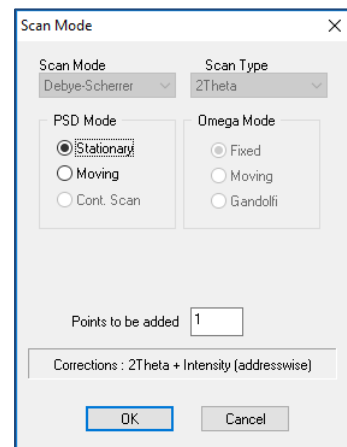 Scan Mode
Scan Mode Scan Type
Debye-Scherrer 2Theta
PSD Mode Omega Mode
Stationary Fixed
Moving Moving
Cont. Scan Gandolfi
Points to be added 1
Corrections : 2Theta + Intensity (addresswise)
OK Cancel